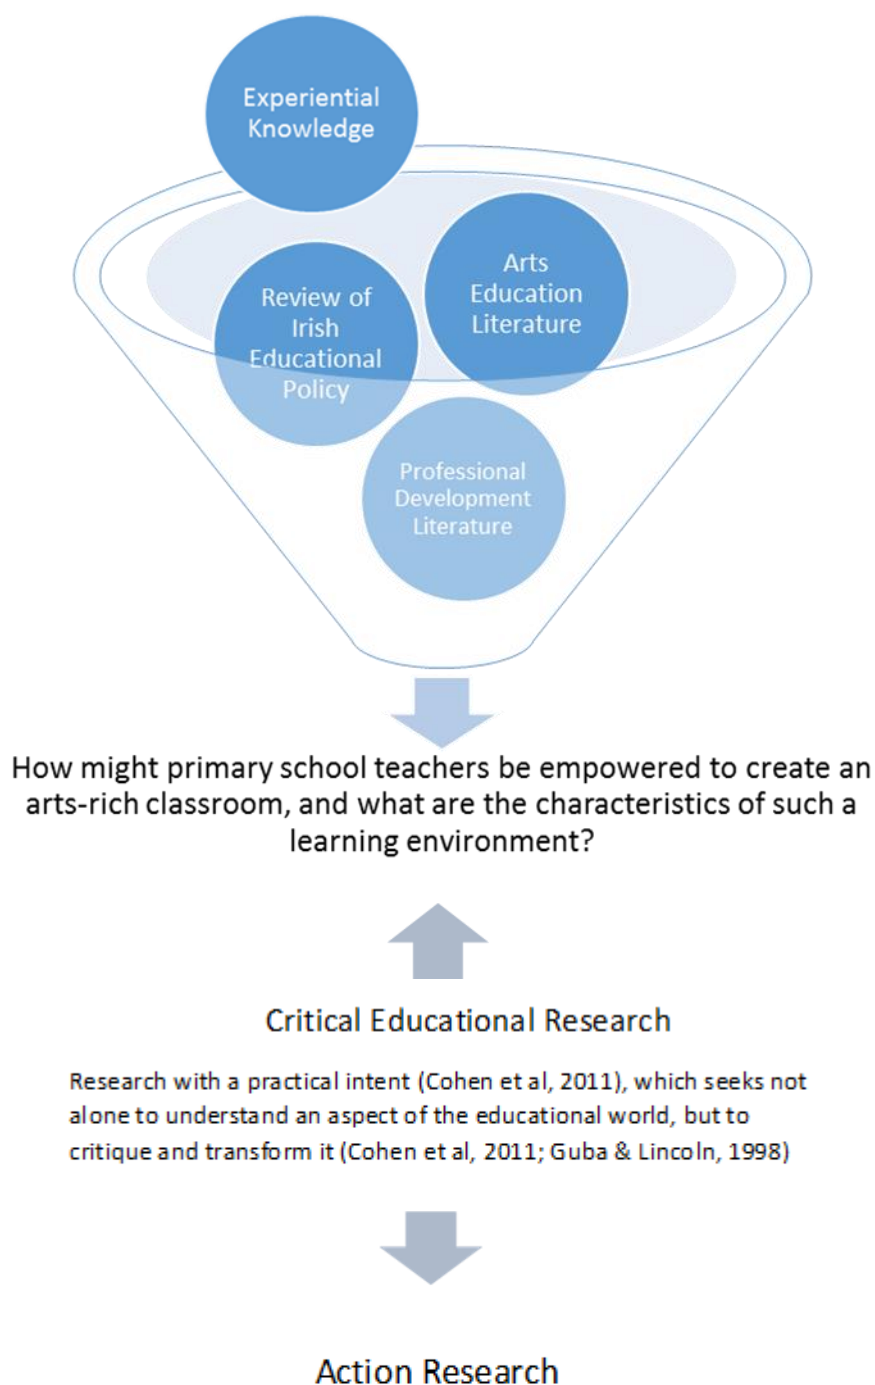 Experiential
Knowledge
Arts
Education
Literature
Review of
Irish
Educational
Policy
Professional
Development
Literature
How might primary school teachers be empowered to create an
arts-rich classroom, and what are the characteristics of such a
learning environment?
Critical Educational Research
Research with a practical intent (Cohen et al, 2011), which seeks not
alone to understand an aspect of the educational world, but to
critique and transform it (Cohen et al, 2011; Guba & Lincoln, 1998)
Action Research